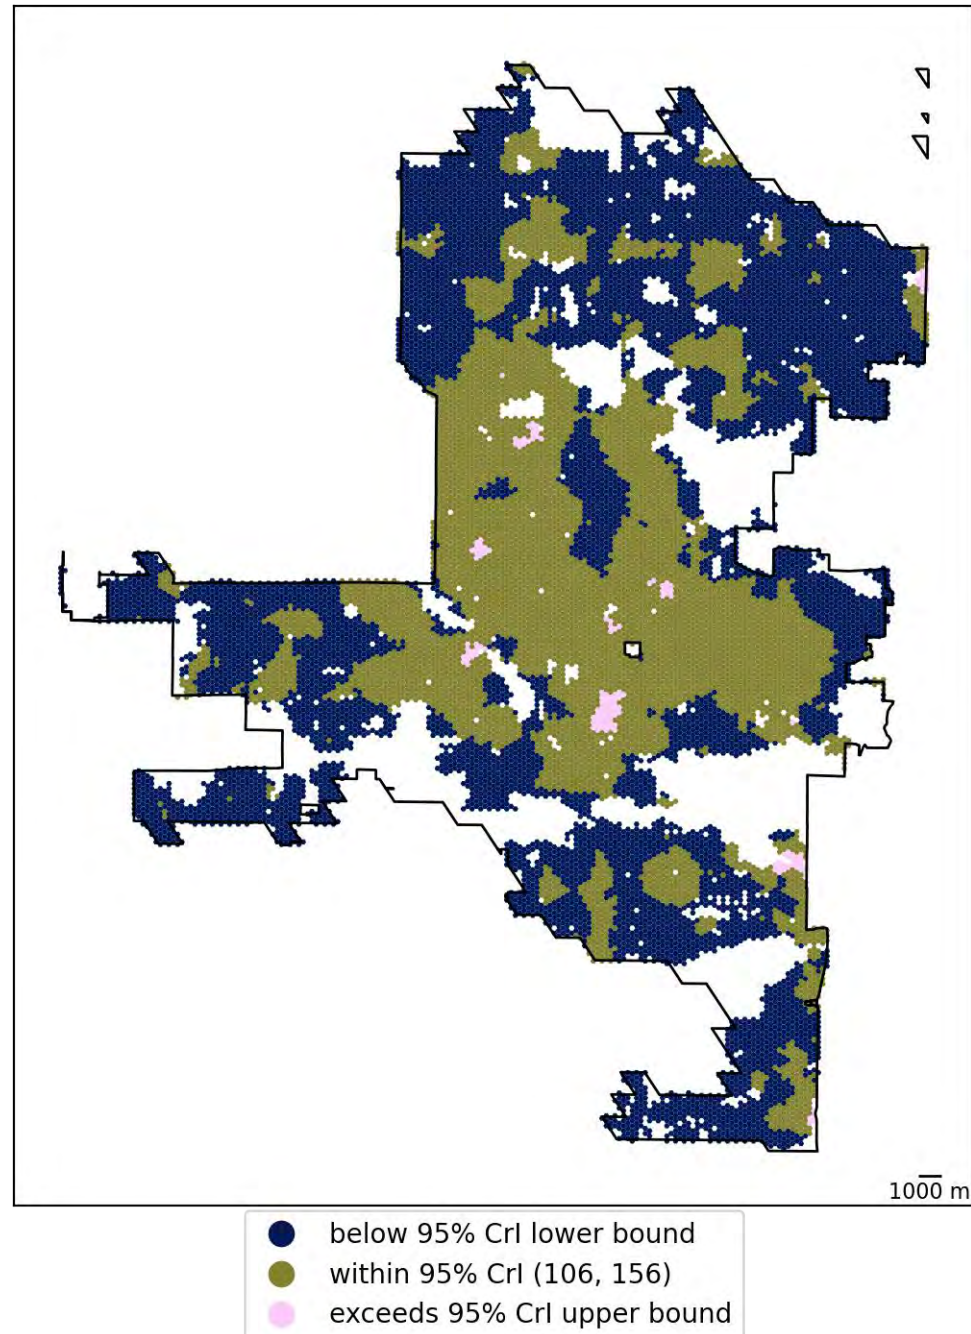 1000 m
below 95% CrI lower bound
within 95% CrI (106, 156)
exceeds 95% CrI upper bound